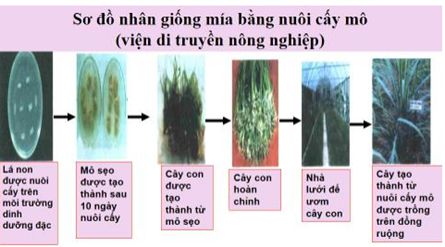 Sơ đồ nhân giống mía bằng nuôi cấy mô
(viện di truyền nông nghiệp)
Lá non
được nuôi
cấy trên
môi trường
dinh
dưỡng đặc
Mô sẹo
được tạo
thành sau
10 ngày
nuôi cấy
Cây con
được
tạo
thành từ
mô sẹo
Cây con
hoàn
chỉnh
Nhà
lưới để
ươm
cây con
Cây tạo
thành từ
nuôi cấy mô
được trồng
trên đồng
ruộng